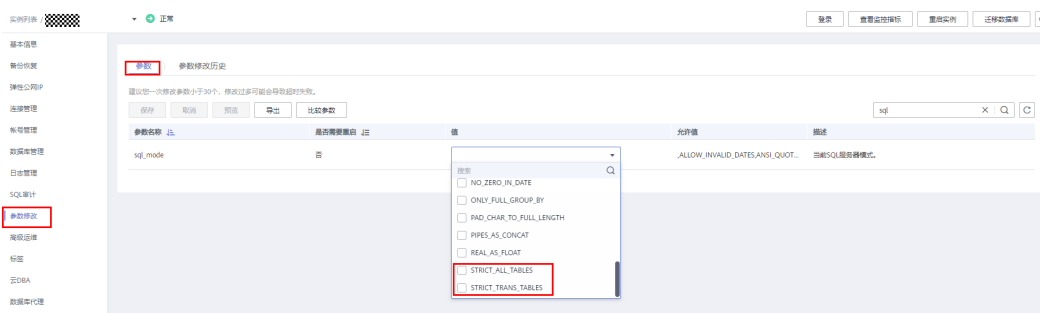 实例列表 /
正常
登录
查看监控指标
重启实例
迁移数据库
基本信息
备份恢复
弹性公网IP
连接管理
帐号管理
数据库管理
日志管理
SQL审计
参数修改
高级运维
标签
云DBA
数据库代理
参数 参数修改历史
建议您一次修改参数小于30个，修改过多可能会导致超时失败。
保存 取消 预览 导出 比较参数
sql
参数名称 是否需要重启 值 允许值 描述
sql_mode 否 ,ALLOW_INVALID_DATES,ANSI_QUOT... 当前SQL服务器模式。
搜索
NO_ZERO_IN_DATE
ONLY_FULL_GROUP_BY
PAD_CHAR_TO_FULL_LENGTH
PIPES_AS_CONCAT
REAL_AS_FLOAT
STRICT_ALL_TABLES
STRICT_TRANS_TABLES